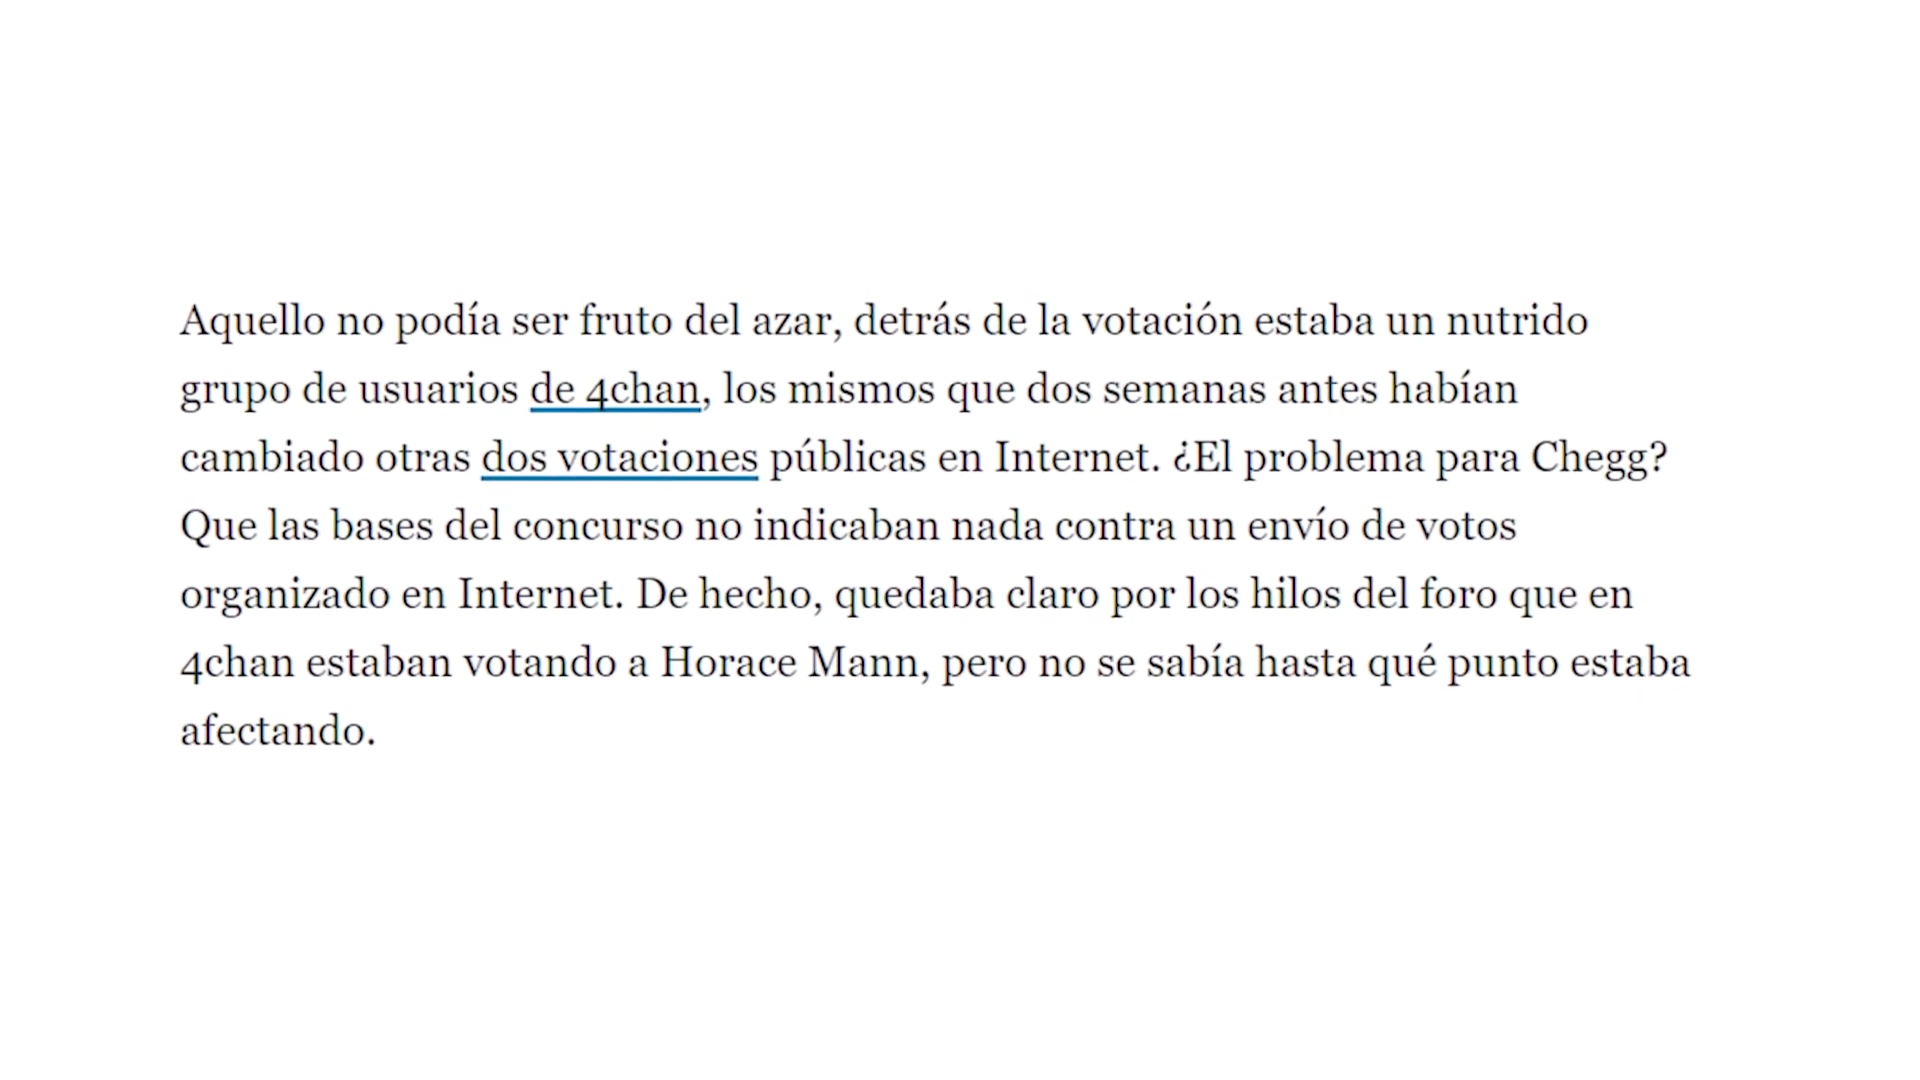 Aquello no podía ser fruto del azar, detrás de la votación estaba un nutrido
grupo de usuarios de 4chan, los mismos que dos semanas antes habían
cambiado otras dos votaciones públicas en Internet. ¿El problema para Chegg?
Que las bases del concurso no indicaban nada contra un envío de votos
organizado en Internet. De hecho, quedaba claro por los hilos del foro que en
4chan estaban votando a Horace Mann, pero no se sabía hasta qué punto estaba
afectando.